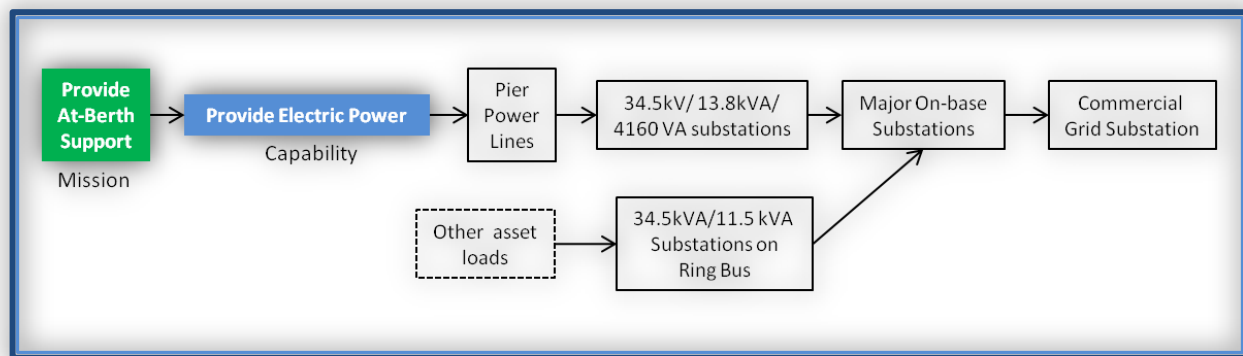 Provide
At-Berth
Support
Mission
Provide Electric Power
Capability
Pier
Power
Lines
34.5kV/ 13.8kVA/
4160 VA substations
Major On-base
Substations
Commercial
Grid Substation
Other asset
loads
34.5kVA/11.5 kVA
Substations on
Ring Bus